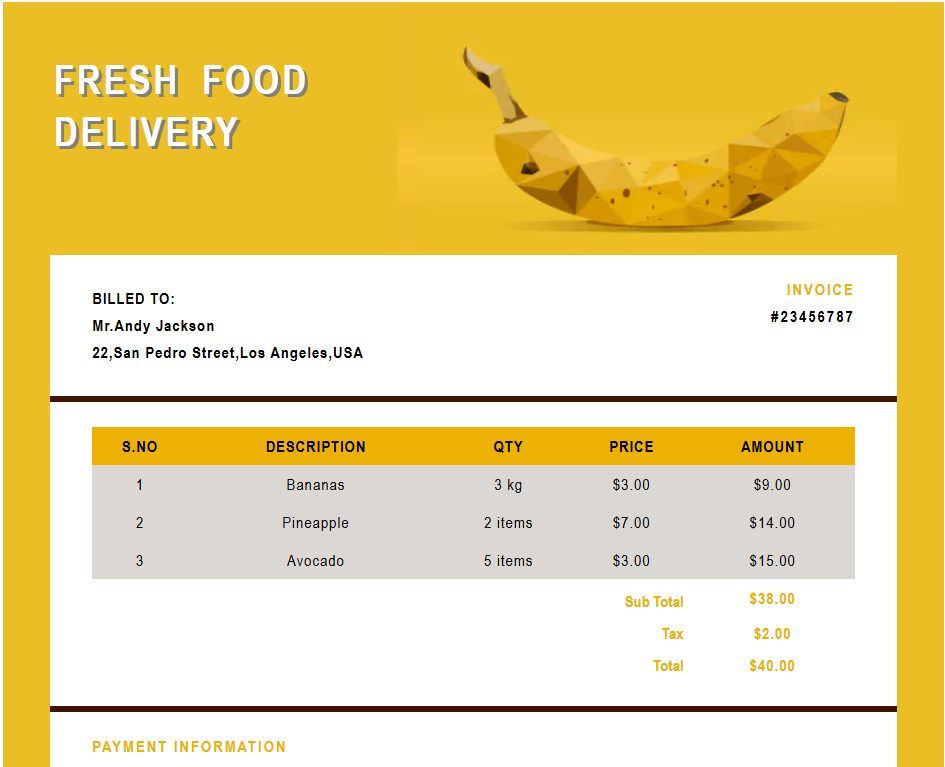 FRESH FOOD
DELIVERY
BILLED TO:
Mr.Andy Jackson
22,San Pedro Street,Los Angeles,USA
INVOICE
#23456787
S.NO DESCRIPTION QTY PRICE AMOUNT
1 Bananas 3 kg $3.00 $9.00
2 Pineapple 2 items $7.00 $14.00
3 Avocado 5 items $3.00 $15.00
Sub Total $38.00
Tax $2.00
Total $40.00
PAYMENT INFORMATION